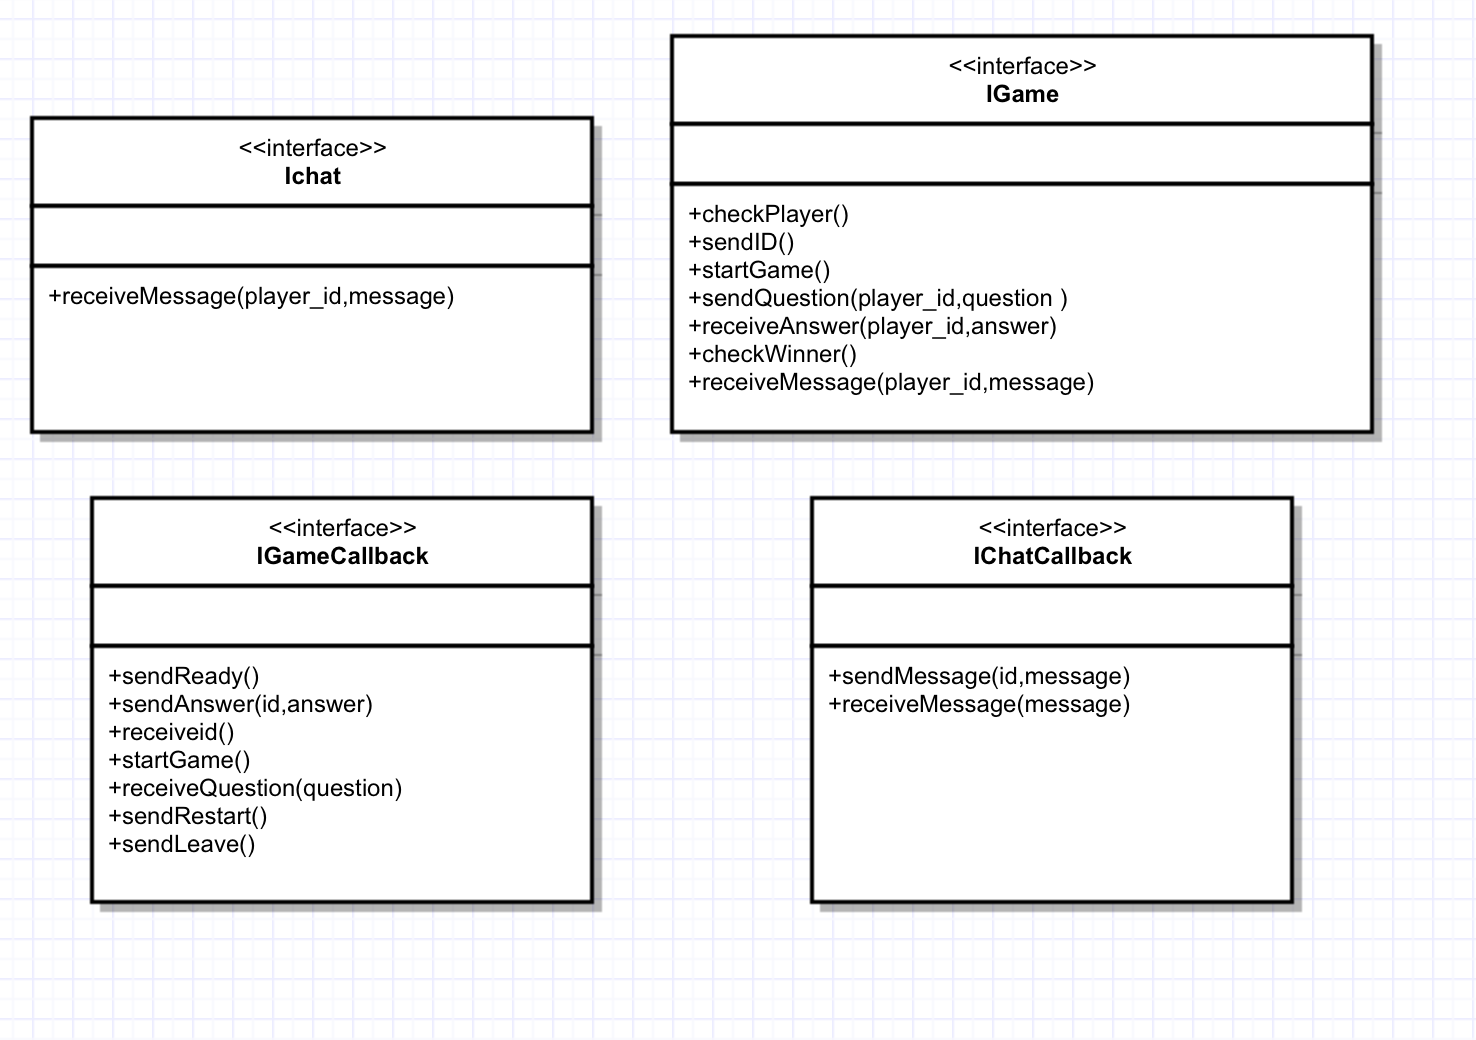 <<interface>>
Ichat
+receiveMessage(player_id,message)
<<interface>>
IGame
+checkPlayer()
+sendID()
+startGame()
+sendQuestion(player_id,question )
+receiveAnswer(player_id,answer)
+checkWinner()
+receiveMessage(player_id,message)
<<interface>>
IGameCallback
+sendReady()
+sendAnswer(id,answer)
+receiveid()
+startGame()
+receiveQuestion(question)
+sendRestart()
+sendLeave()
<<interface>>
IChatCallback
+sendMessage(id,message)
+receiveMessage(message)